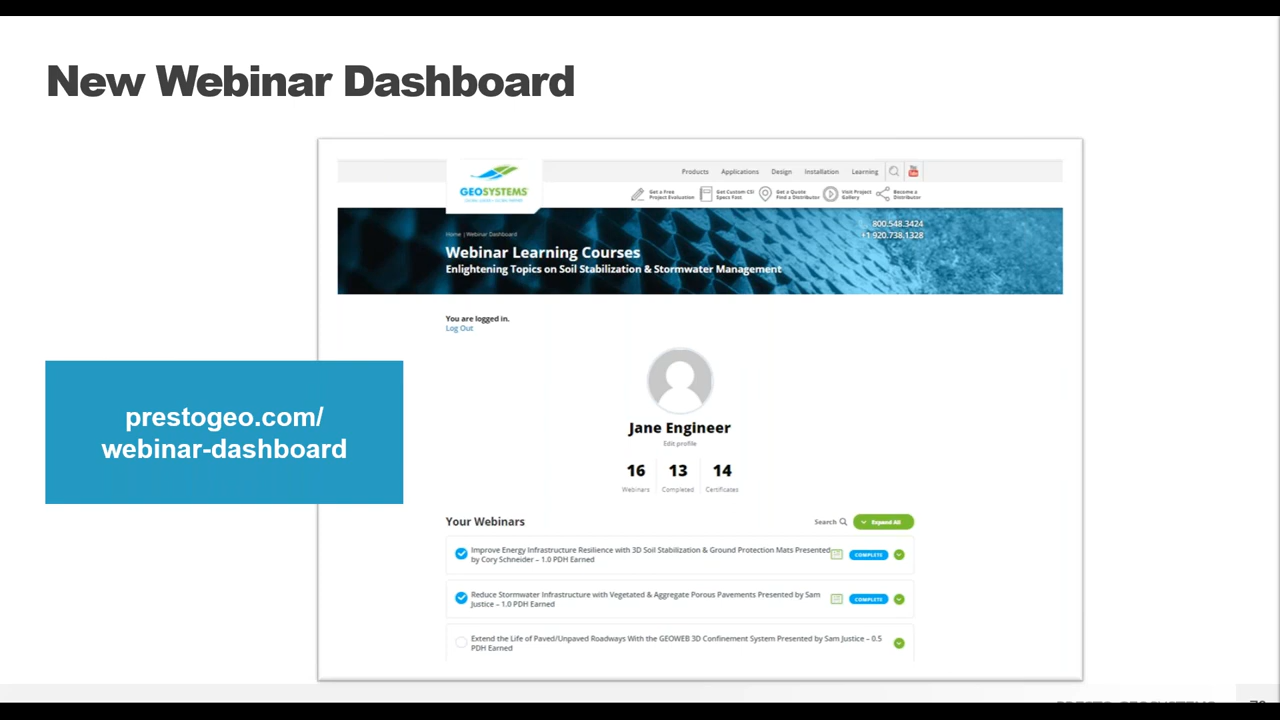 New Webinar Dashboard
GEOSYSTEMS
Products Applications Design Installation Learning
Get a Free
Project Evaluation
Get Custom CSI
Specs Fast
Get a Quote
Find a Distributor
Visit Project
Gallery
Become a
Distributor
800.548.3424
+1 920.738.1328
Home | Webinar Dashboard
Webinar Learning Courses
Enlightening Topics on Soil Stabilization & Stormwater Management
You are logged in.
Log Out
prestogeo.com/
webinar-dashboard
Jane Engineer
Edit profile
16 13 14
Webinars Completed Certificates
Your Webinars Search Expand All
Improve Energy Infrastructure Resilience with 3D Soil Stabilization & Ground Protection Mats Presented
by Cory Schneider – 1.0 PDH Earned
COMPLETE
Reduce Stormwater Infrastructure with Vegetated & Aggregate Porous Pavements Presented by Sam
Justice – 1.0 PDH Earned
COMPLETE
Extend the Life of Paved/Unpaved Roadways With the GEOWEB 3D Confinement System Presented by Sam Justice – 0.5
PDH Earned